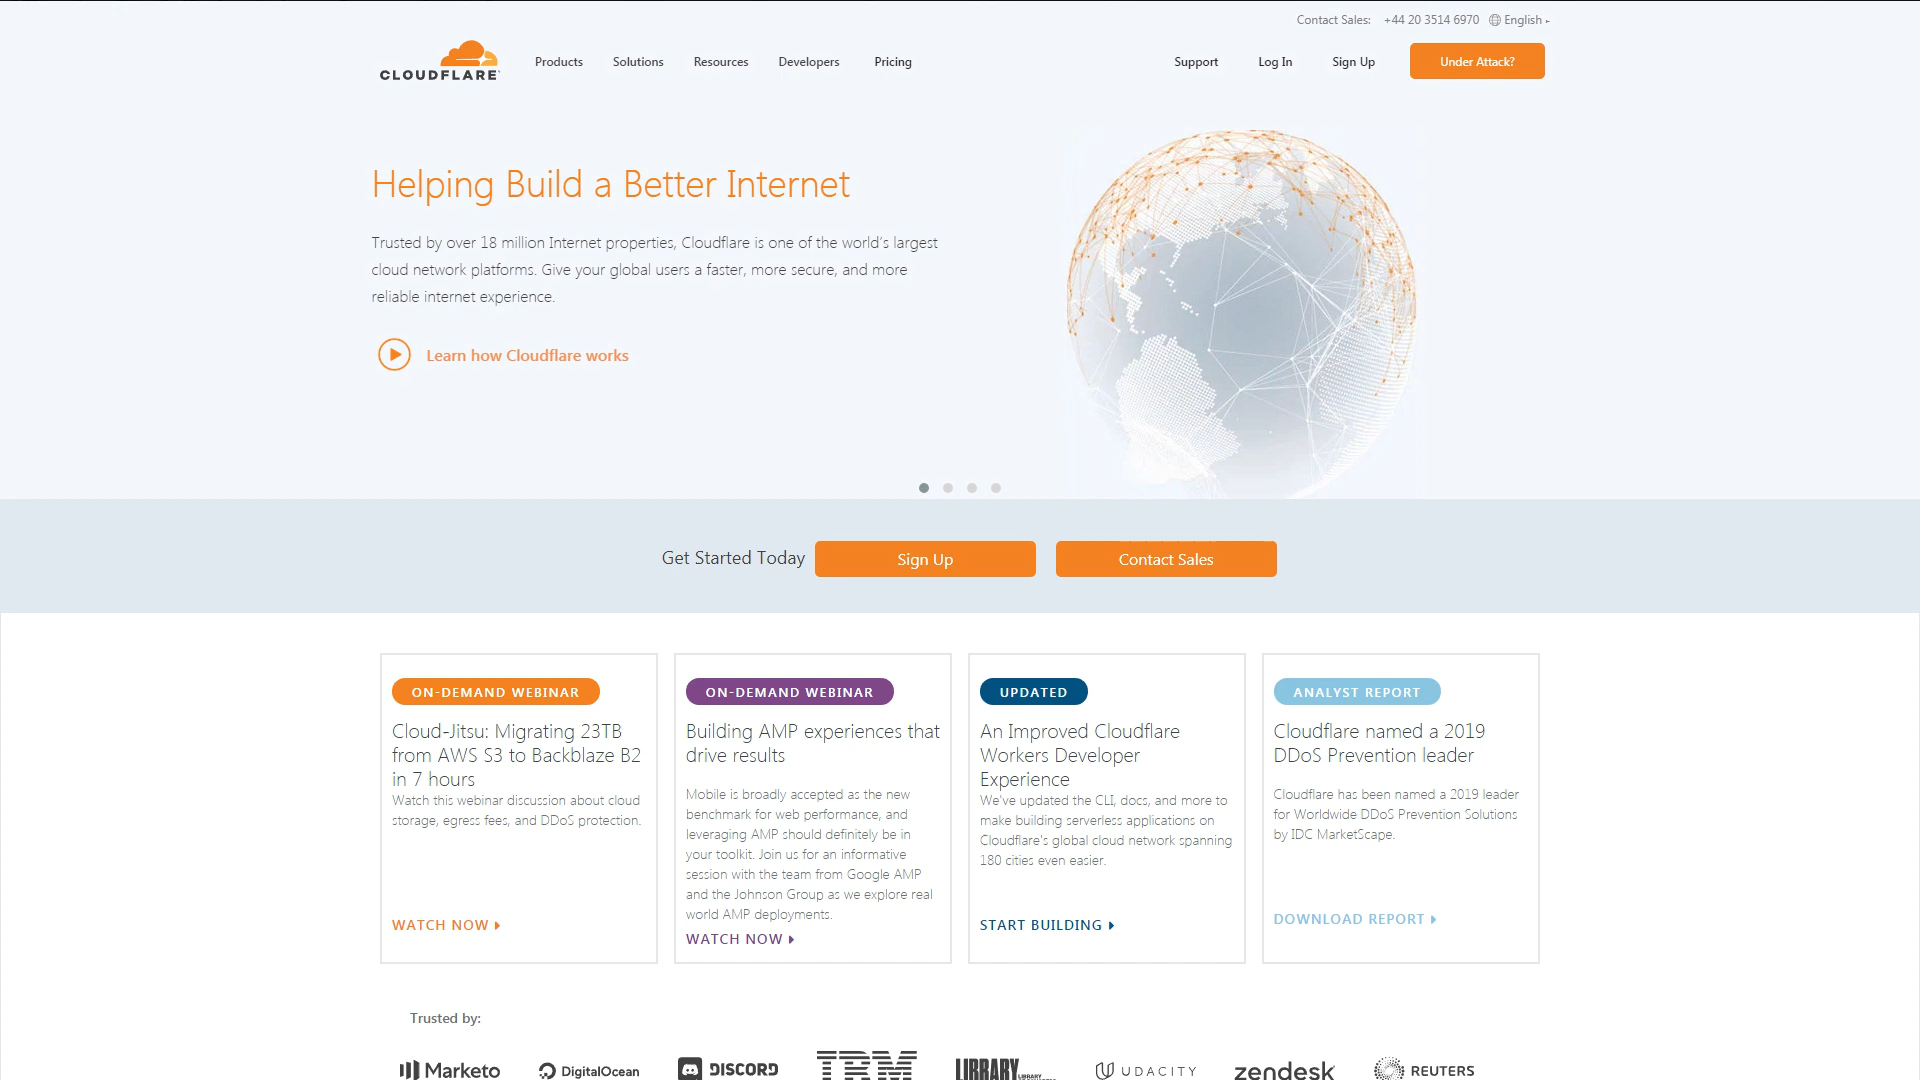 Contact Sales: +44 20 3514 6970 English
CLOUDFLARE
Products Solutions Resources Developers Pricing Support Log In Sign Up Under Attack?
Helping Build a Better Internet
Trusted by over 18 million Internet properties, Cloudflare is one of the world's largest
cloud network platforms. Give your global users a faster, more secure, and more
reliable internet experience.
Learn how Cloudflare works
Get Started Today Sign Up Contact Sales
ON-DEMAND WEBINAR
Cloud-Jitsu: Migrating 23TB
from AWS S3 to Backblaze B2
in 7 hours
Watch this webinar discussion about cloud
storage, egress fees, and DDoS protection.
WATCH NOW
ON-DEMAND WEBINAR
Building AMP experiences that
drive results
Mobile is broadly accepted as the new
benchmark for web performance, and
leveraging AMP should definitely be in
your toolkit. Join us for an informative
session with the team from Google AMP
and the Johnson Group as we explore real
world AMP deployments.
WATCH NOW
UPDATED
An Improved Cloudflare
Workers Developer
Experience
We've updated the CLI, docs, and more to
make building serverless applications on
Cloudflare's global cloud network spanning
180 cities even easier.
START BUILDING
ANALYST REPORT
Cloudflare named a 2019
DDoS Prevention leader
Cloudflare has been named a 2019 leader
for Worldwide DDoS Prevention Solutions
by IDC MarketScape.
DOWNLOAD REPORT
Trusted by:
Marketo DigitalOcean DISCORD LIBRARY UDACITY zendesk REUTERS